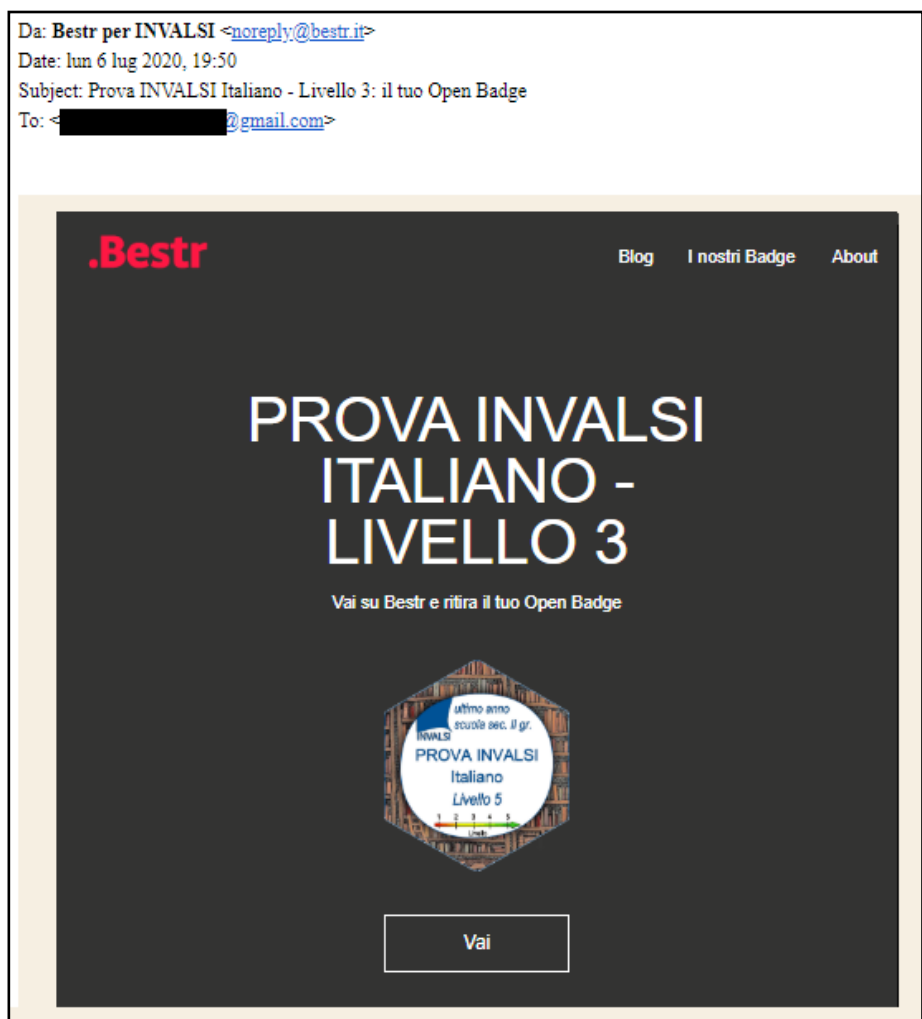 Da: Bestr per INVALSI <noreply@bestr.it>
Date: lun 6 lug 2020, 19:50
Subject: Prova INVALSI Italiano - Livello 3: il tuo Open Badge
To: < @gmail.com>
.Bestr
Blog I nostri Badge About
PROVA INVALSI
ITALIANO -
LIVELLO 3
Vai su Bestr e ritira il tuo Open Badge
ultimo anno
scuole sec. II gr.
INVALSI
PROVA INVALSI
Italiano
Livello 5
1 2 3 4 5
Livello
Vai